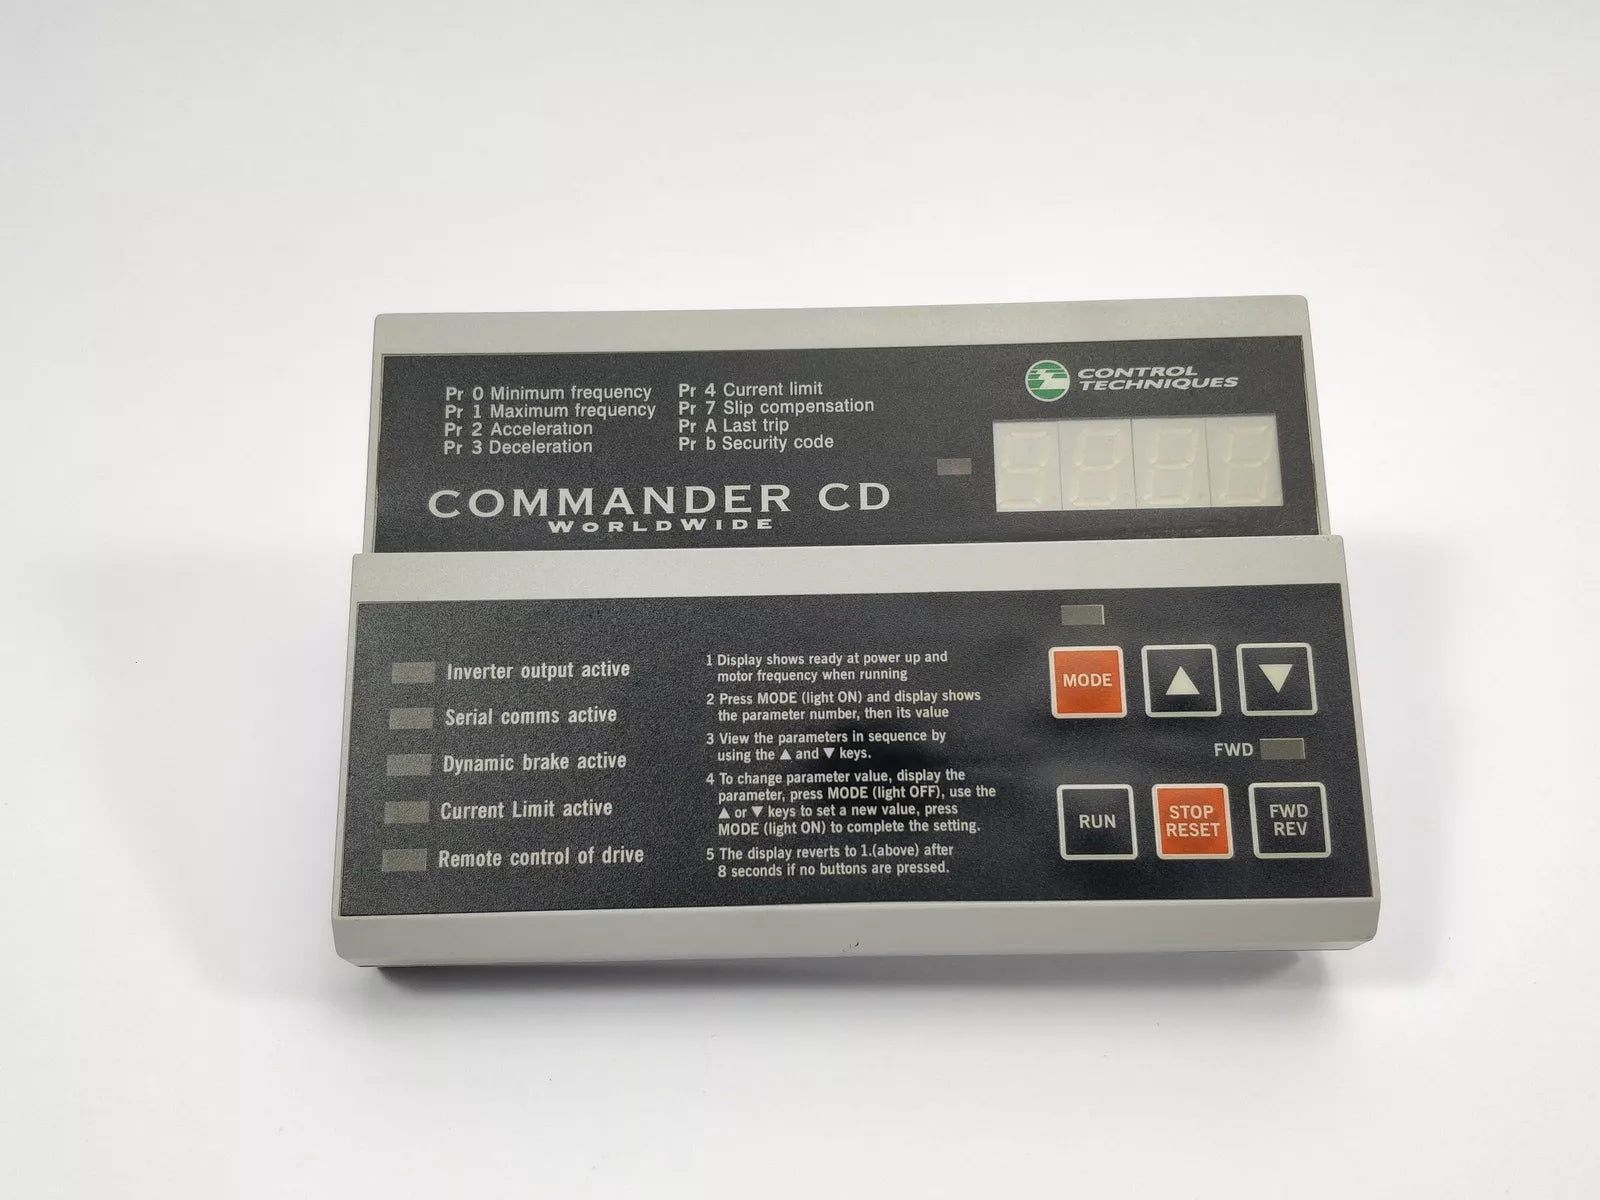 Pr 0 Minimum frequency
Pr 1 Maximum frequency
Pr 2 Acceleration
Pr 3 Deceleration
Pr 4 Current limit
Pr 7 Slip compensation
Pr A Last trip
Pr b Security code
CONTROL
TECHNIQUES
COMMANDER CD
WORLDWIDE
Inverter output active
Serial comms active
Dynamic brake active
Current Limit active
Remote control of drive
1 Display shows ready at power up and
motor frequency when running
2 Press MODE (light ON) and display shows
the parameter number, then its value
3 View the parameters in sequence by
using the ▲ and ▼ keys.
4 To change parameter value, display the
parameter, press MODE (light OFF), use the
▲ or ▼ keys to set a new value, press
MODE (light ON) to complete the setting.
5 The display reverts to 1.(above) after
8 seconds if no buttons are pressed.
MODE
▲
▼
FWD
RUN
STOP
RESET
FWD
REV